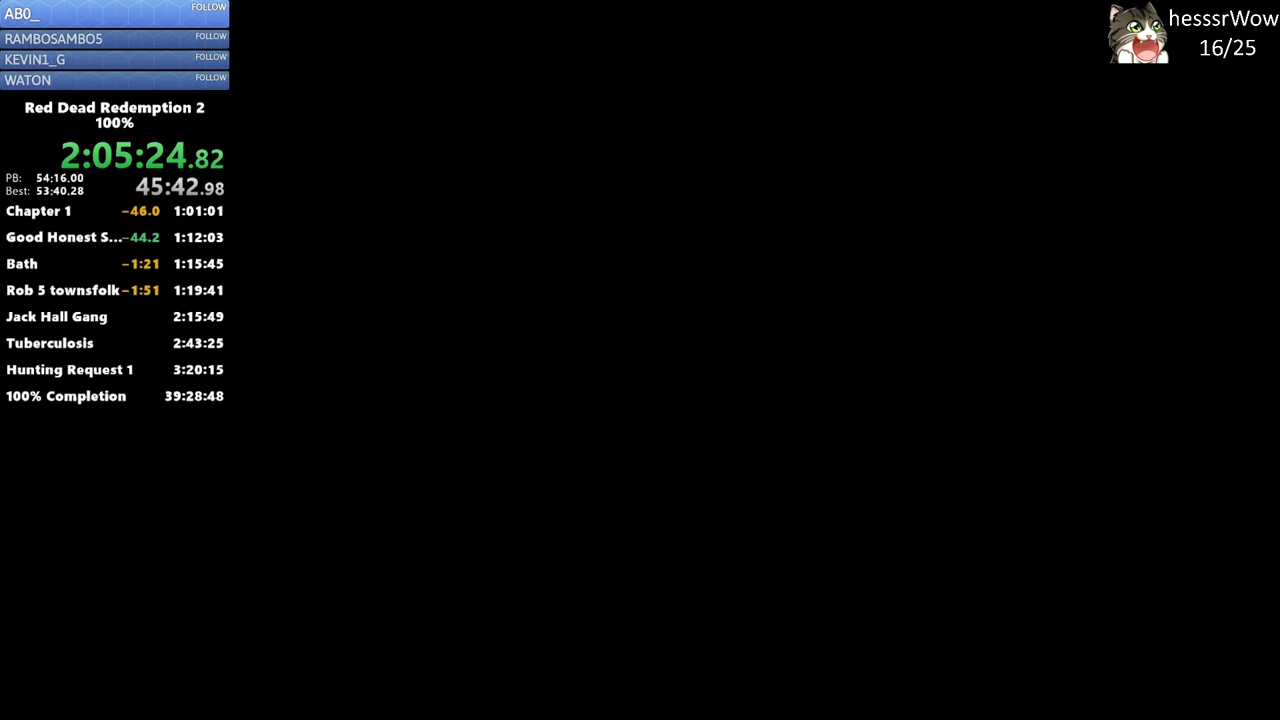 AB0_ FOLLOW
RAMBOSAMBO5 FOLLOW
KEVIN1_G FOLLOW
WATON FOLLOW
hesssrWow
16/25
Red Dead Redemption 2
100%
2:05:24.82
PB: 54:16.00
Best: 53:40.28
45:42.98
Chapter 1 −46.0 1:01:01
Good Honest S... −44.2 1:12:03
Bath −1:21 1:15:45
Rob 5 townsfolk −1:51 1:19:41
Jack Hall Gang 2:15:49
Tuberculosis 2:43:25
Hunting Request 1 3:20:15
100% Completion 39:28:48